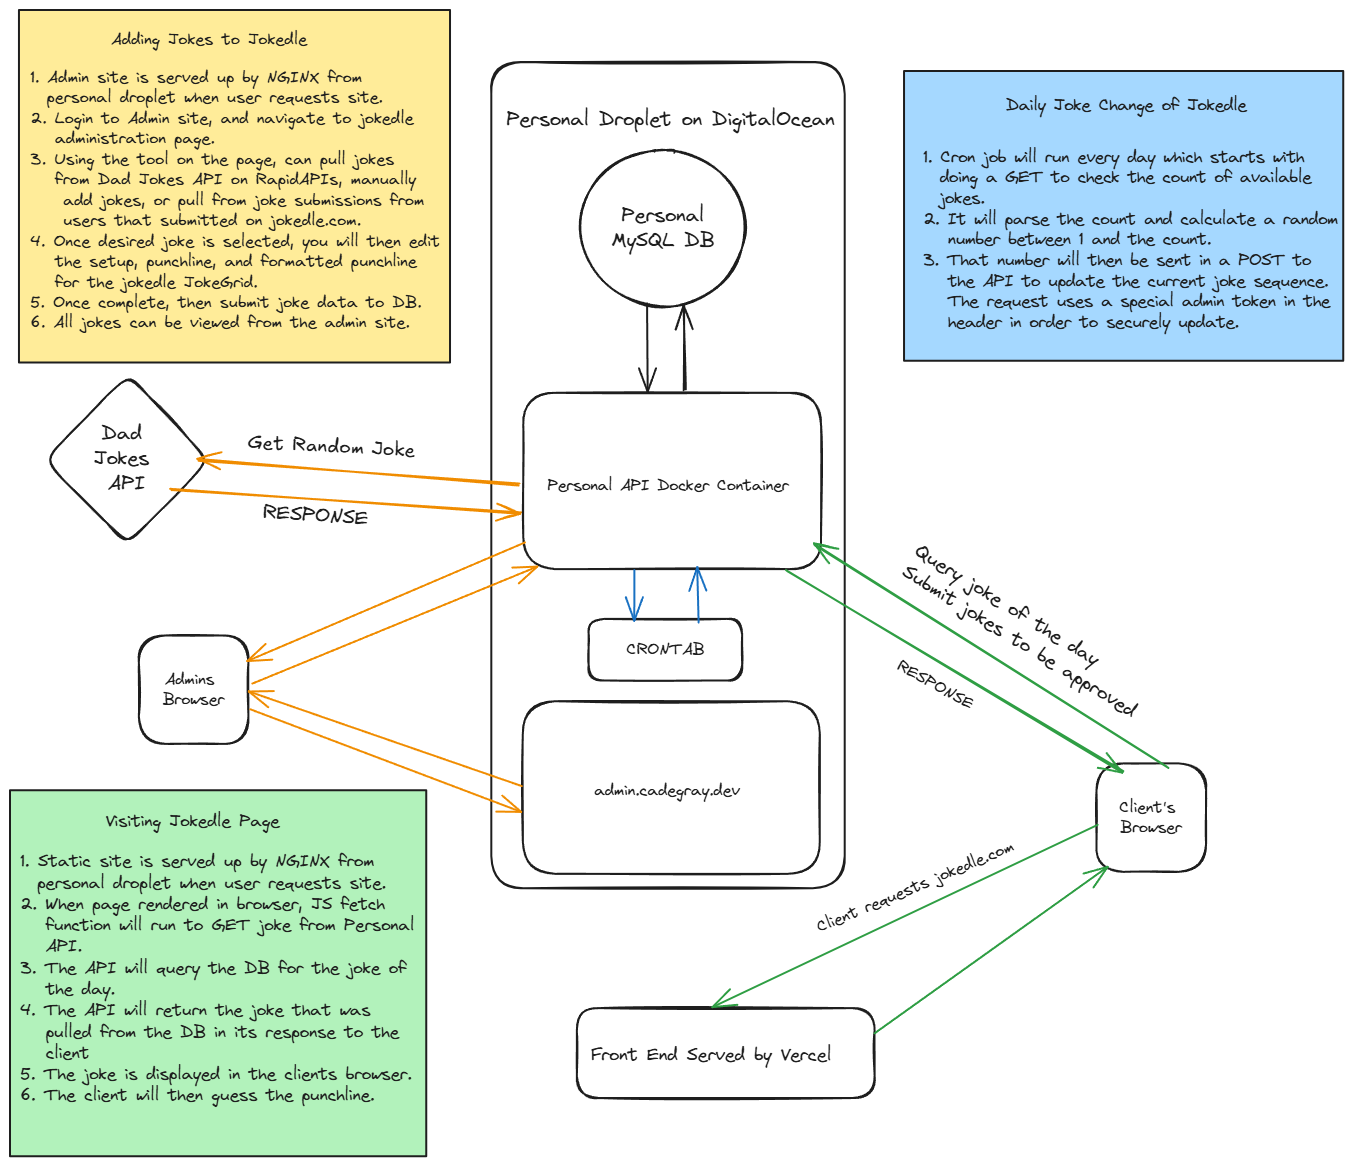 Adding Jokes to Jokedle
1. Admin site is served up by NGINX from
personal droplet when user requests site.
2. Login to Admin site, and navigate to jokedle
administration page.
3. Using the tool on the page, can pull jokes
from Dad Jokes API on RapidAPIs, manually
add jokes, or pull from joke submissions from
users that submitted on jokedle.com.
4. Once desired joke is selected, you will then edit
the setup, punchline, and formatted punchline
for the jokedle JokeGrid.
5. Once complete, then submit joke data to DB.
6. All jokes can be viewed from the admin site.
Personal Droplet on DigitalOcean
Personal
MySQL DB
Daily Joke Change of Jokedle
1. Cron job will run every day which starts with
doing a GET to check the count of available
jokes.
2. It will parse the count and calculate a random
number between 1 and the count.
3. That number will then be sent in a POST to
the API to update the current joke sequence.
The request uses a special admin token in the
header in order to securely update.
Dad
Jokes
API
Get Random Joke
RESPONSE
Personal API Docker Container
CRONTAB
Admins
Browser
admin.cadegray.dev
Query joke of the day
Submit jokes to be approved
RESPONSE
Client's
Browser
Client requests jokedle.com
Front End Served by Vercel
Visiting Jokedle Page
1. Static site is served up by NGINX from
personal droplet when user requests site.
2. When page rendered in browser, JS fetch
function will run to GET joke from Personal
API.
3. The API will query the DB for the joke of
the day.
4. The API will return the joke that was
pulled from the DB in its response to the
client
5. The joke is displayed in the clients browser.
6. The client will then guess the punchline.